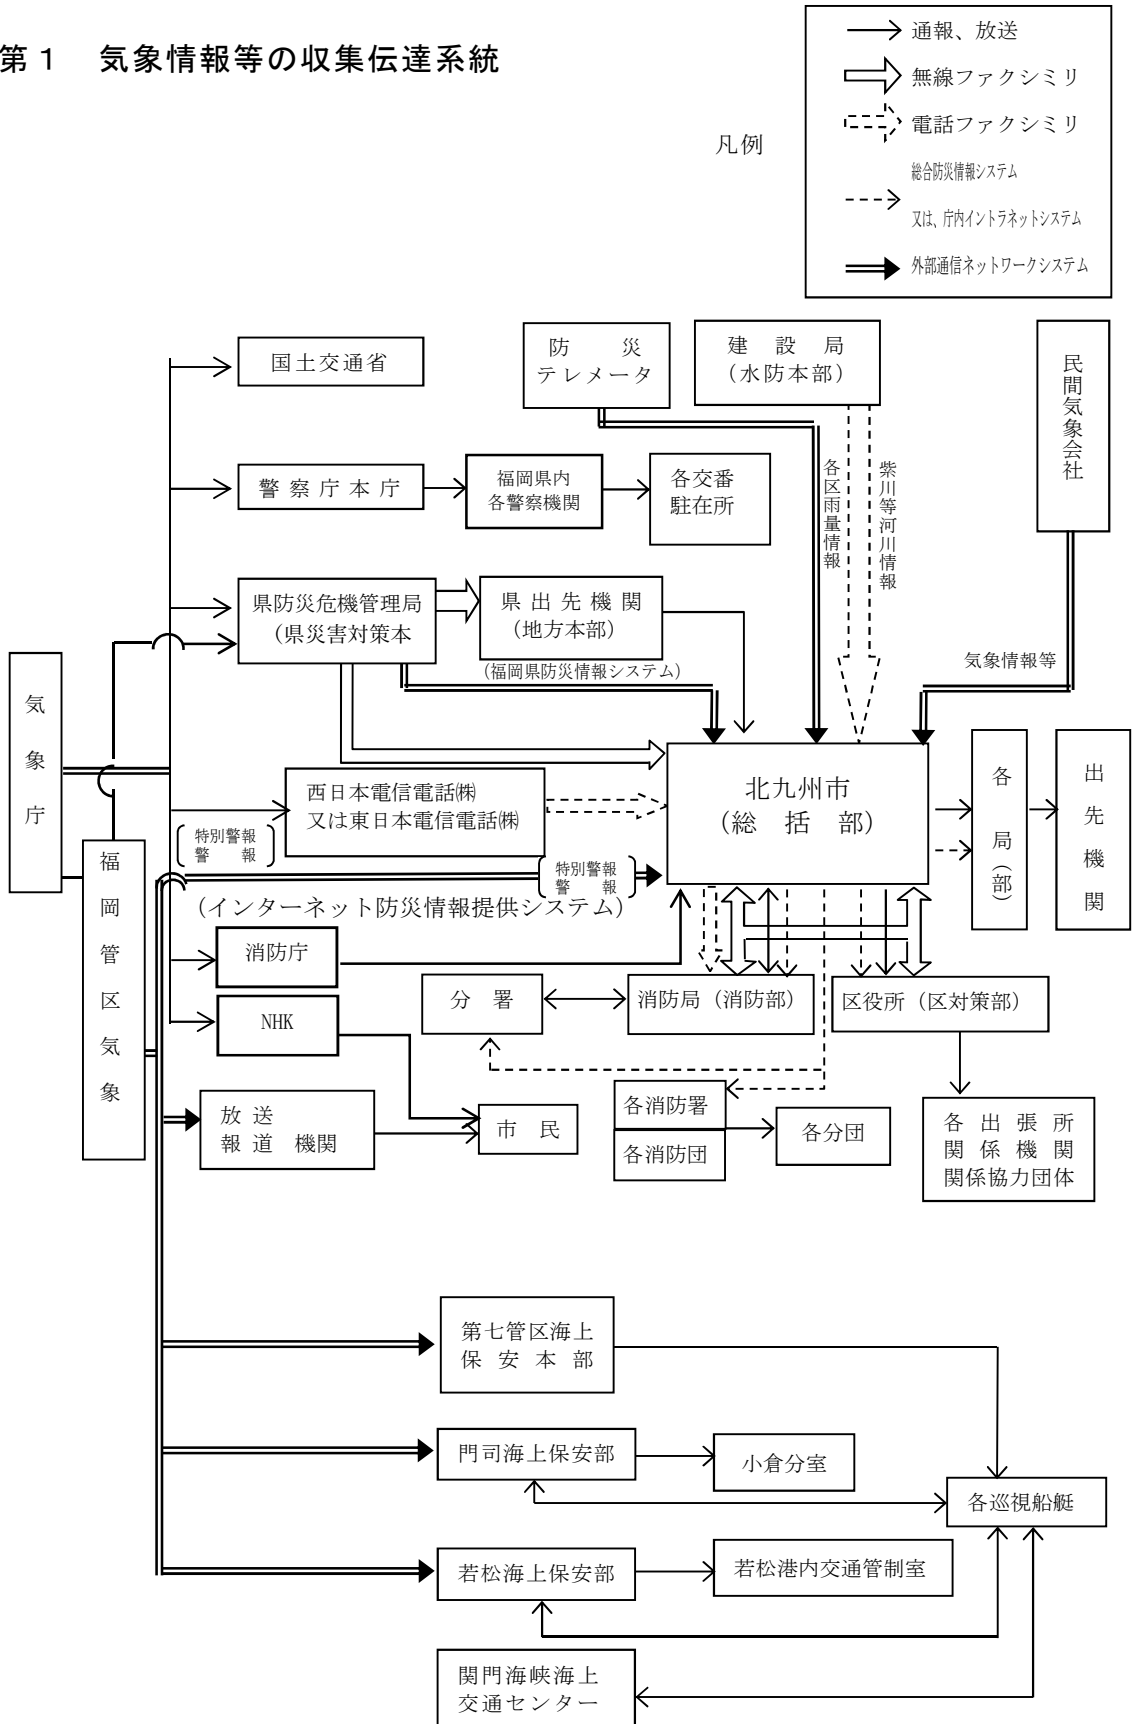 第１　気象情報等の収集伝達系統
凡例
通報、放送
無線ファクシミリ
電話ファクシミリ
総合防災情報システム
又は、庁内イントラネットシステム
外部通信ネットワークシステム
国土交通省
防　災
テレメータ
建　設　局
（水防本部）
民間気象会社
警察庁本庁
福岡県内
各警察機関
各交番
駐在所
各区雨量情報
紫川等河川情報
県防災危機管理局
（県災害対策本
県出先機関
（地方本部）
（福岡県防災情報システム）
気象情報等
気象庁
西日本電信電話㈱
又は東日本電信電話㈱
特別警報
警　報
北九州市
（総　括　部）
各局（部）
出先機関
福岡管区気象
特別警報
警　報
（インターネット防災情報提供システム）
消防庁
NHK
分　署
消防局（消防部）
区役所（区対策部）
放送
報道　機関
市　民
各消防署
各消防団
各分団
各出張所
関係機関
関係協力団体
第七管区海上
保安本部
門司海上保安部
小倉分室
各巡視船艇
若松海上保安部
若松港内交通管制室
関門海峡海上
交通センター